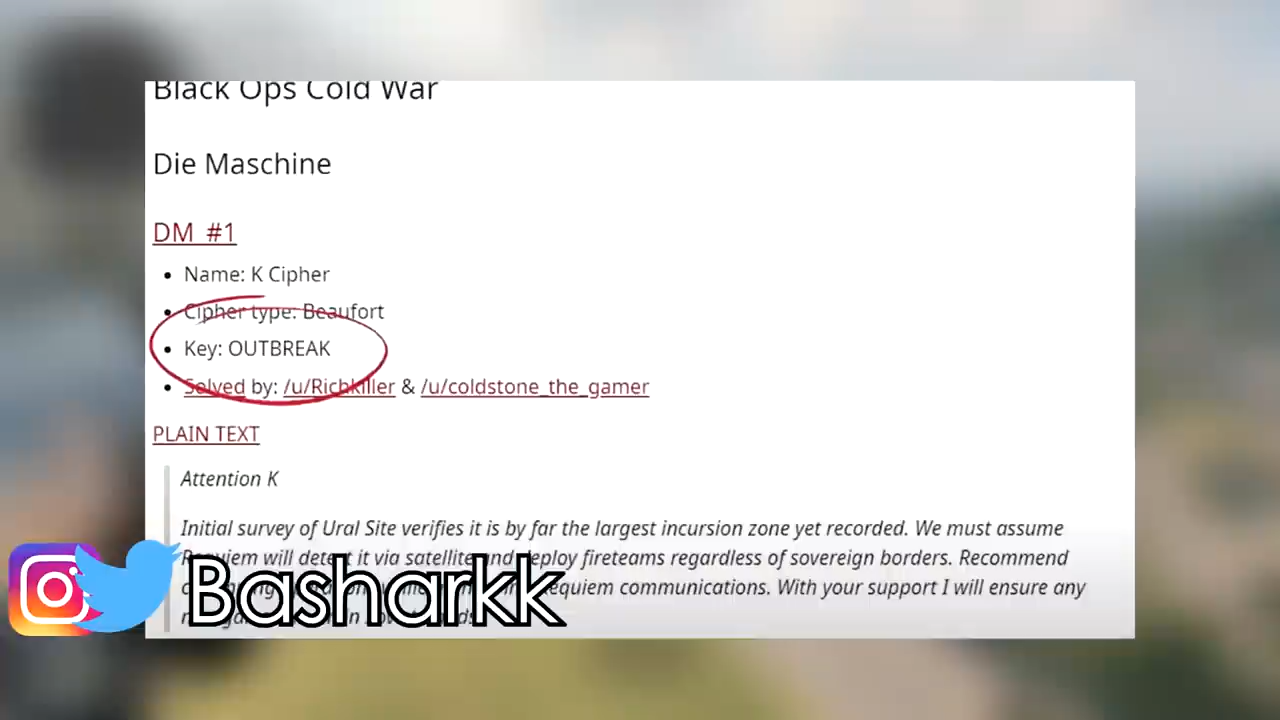 Black Ops Cold War
Die Maschine
DM #1
Name: K Cipher
Cipher type: Beaufort
Key: OUTBREAK
Solved by: /u/Richkiller & /u/coldstone_the_gamer
PLAIN TEXT
Attention K
Initial survey of Ural Site verifies it is by far the largest incursion zone yet recorded. We must assume
Requiem will detect it via satellite and deploy fireteams regardless of sovereign borders. Recommend
Requiem communications. With your support I will ensure any
Basharkk